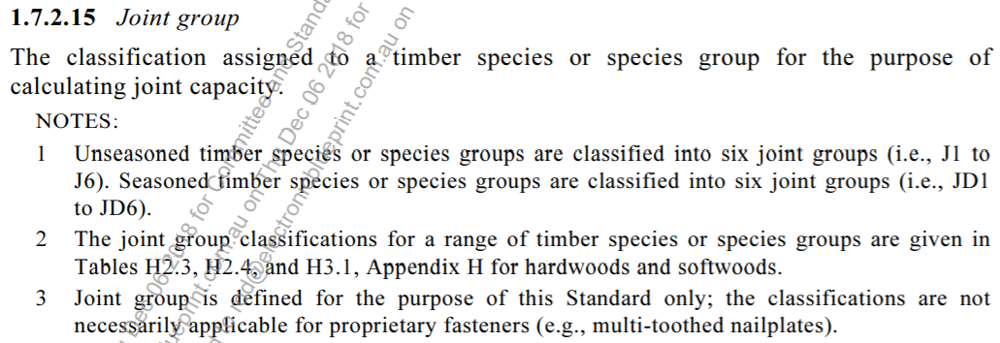 1.7.2.15 Joint group
The classification assigned to a timber species or species group for the purpose of
calculating joint capacity.
NOTES:
1 Unseasoned timber species or species groups are classified into six joint groups (i.e., J1 to
J6). Seasoned timber species or species groups are classified into six joint groups (i.e., JD1
to JD6).
2 The joint group classifications for a range of timber species or species groups are given in
Tables H2.3, H2.4, and H3.1, Appendix H for hardwoods and softwoods.
3 Joint group is defined for the purpose of this Standard only; the classifications are not
necessarily applicable for proprietary fasteners (e.g., multi-toothed nailplates).